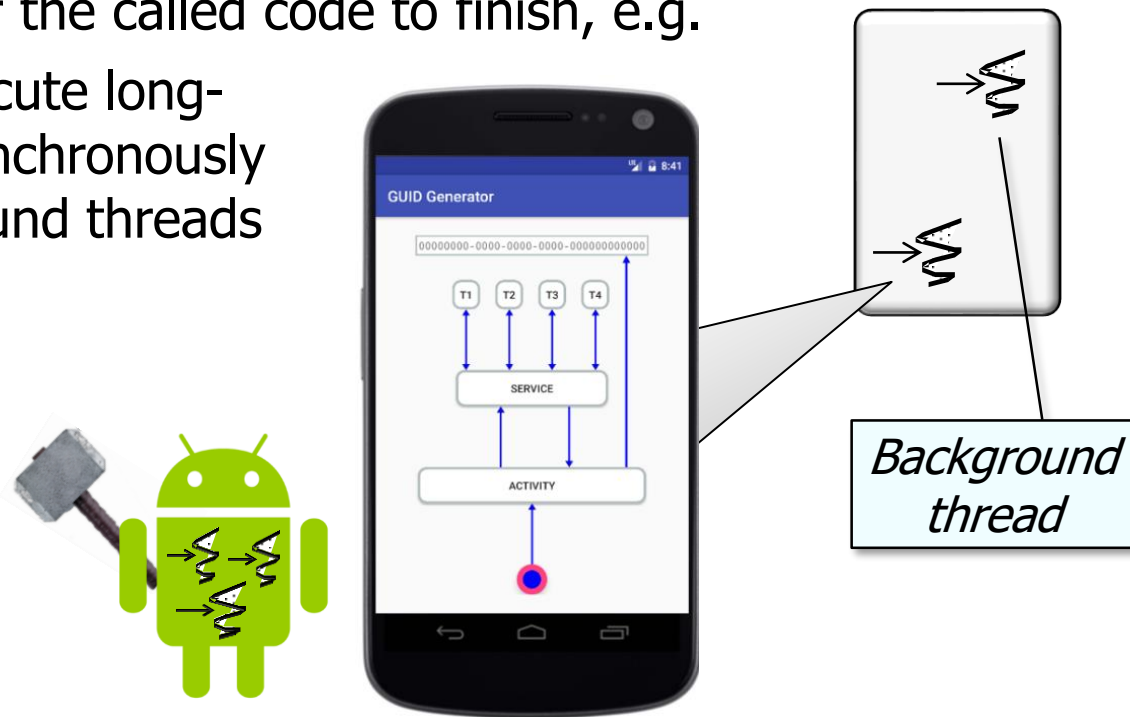 the called code to finish, e.g.
cute long-
nchronously
und threads
8:41
GUID Generator
00000000-0000-0000-0000-000000000000
T1 T2 T3 T4
SERVICE
ACTIVITY
Background
thread